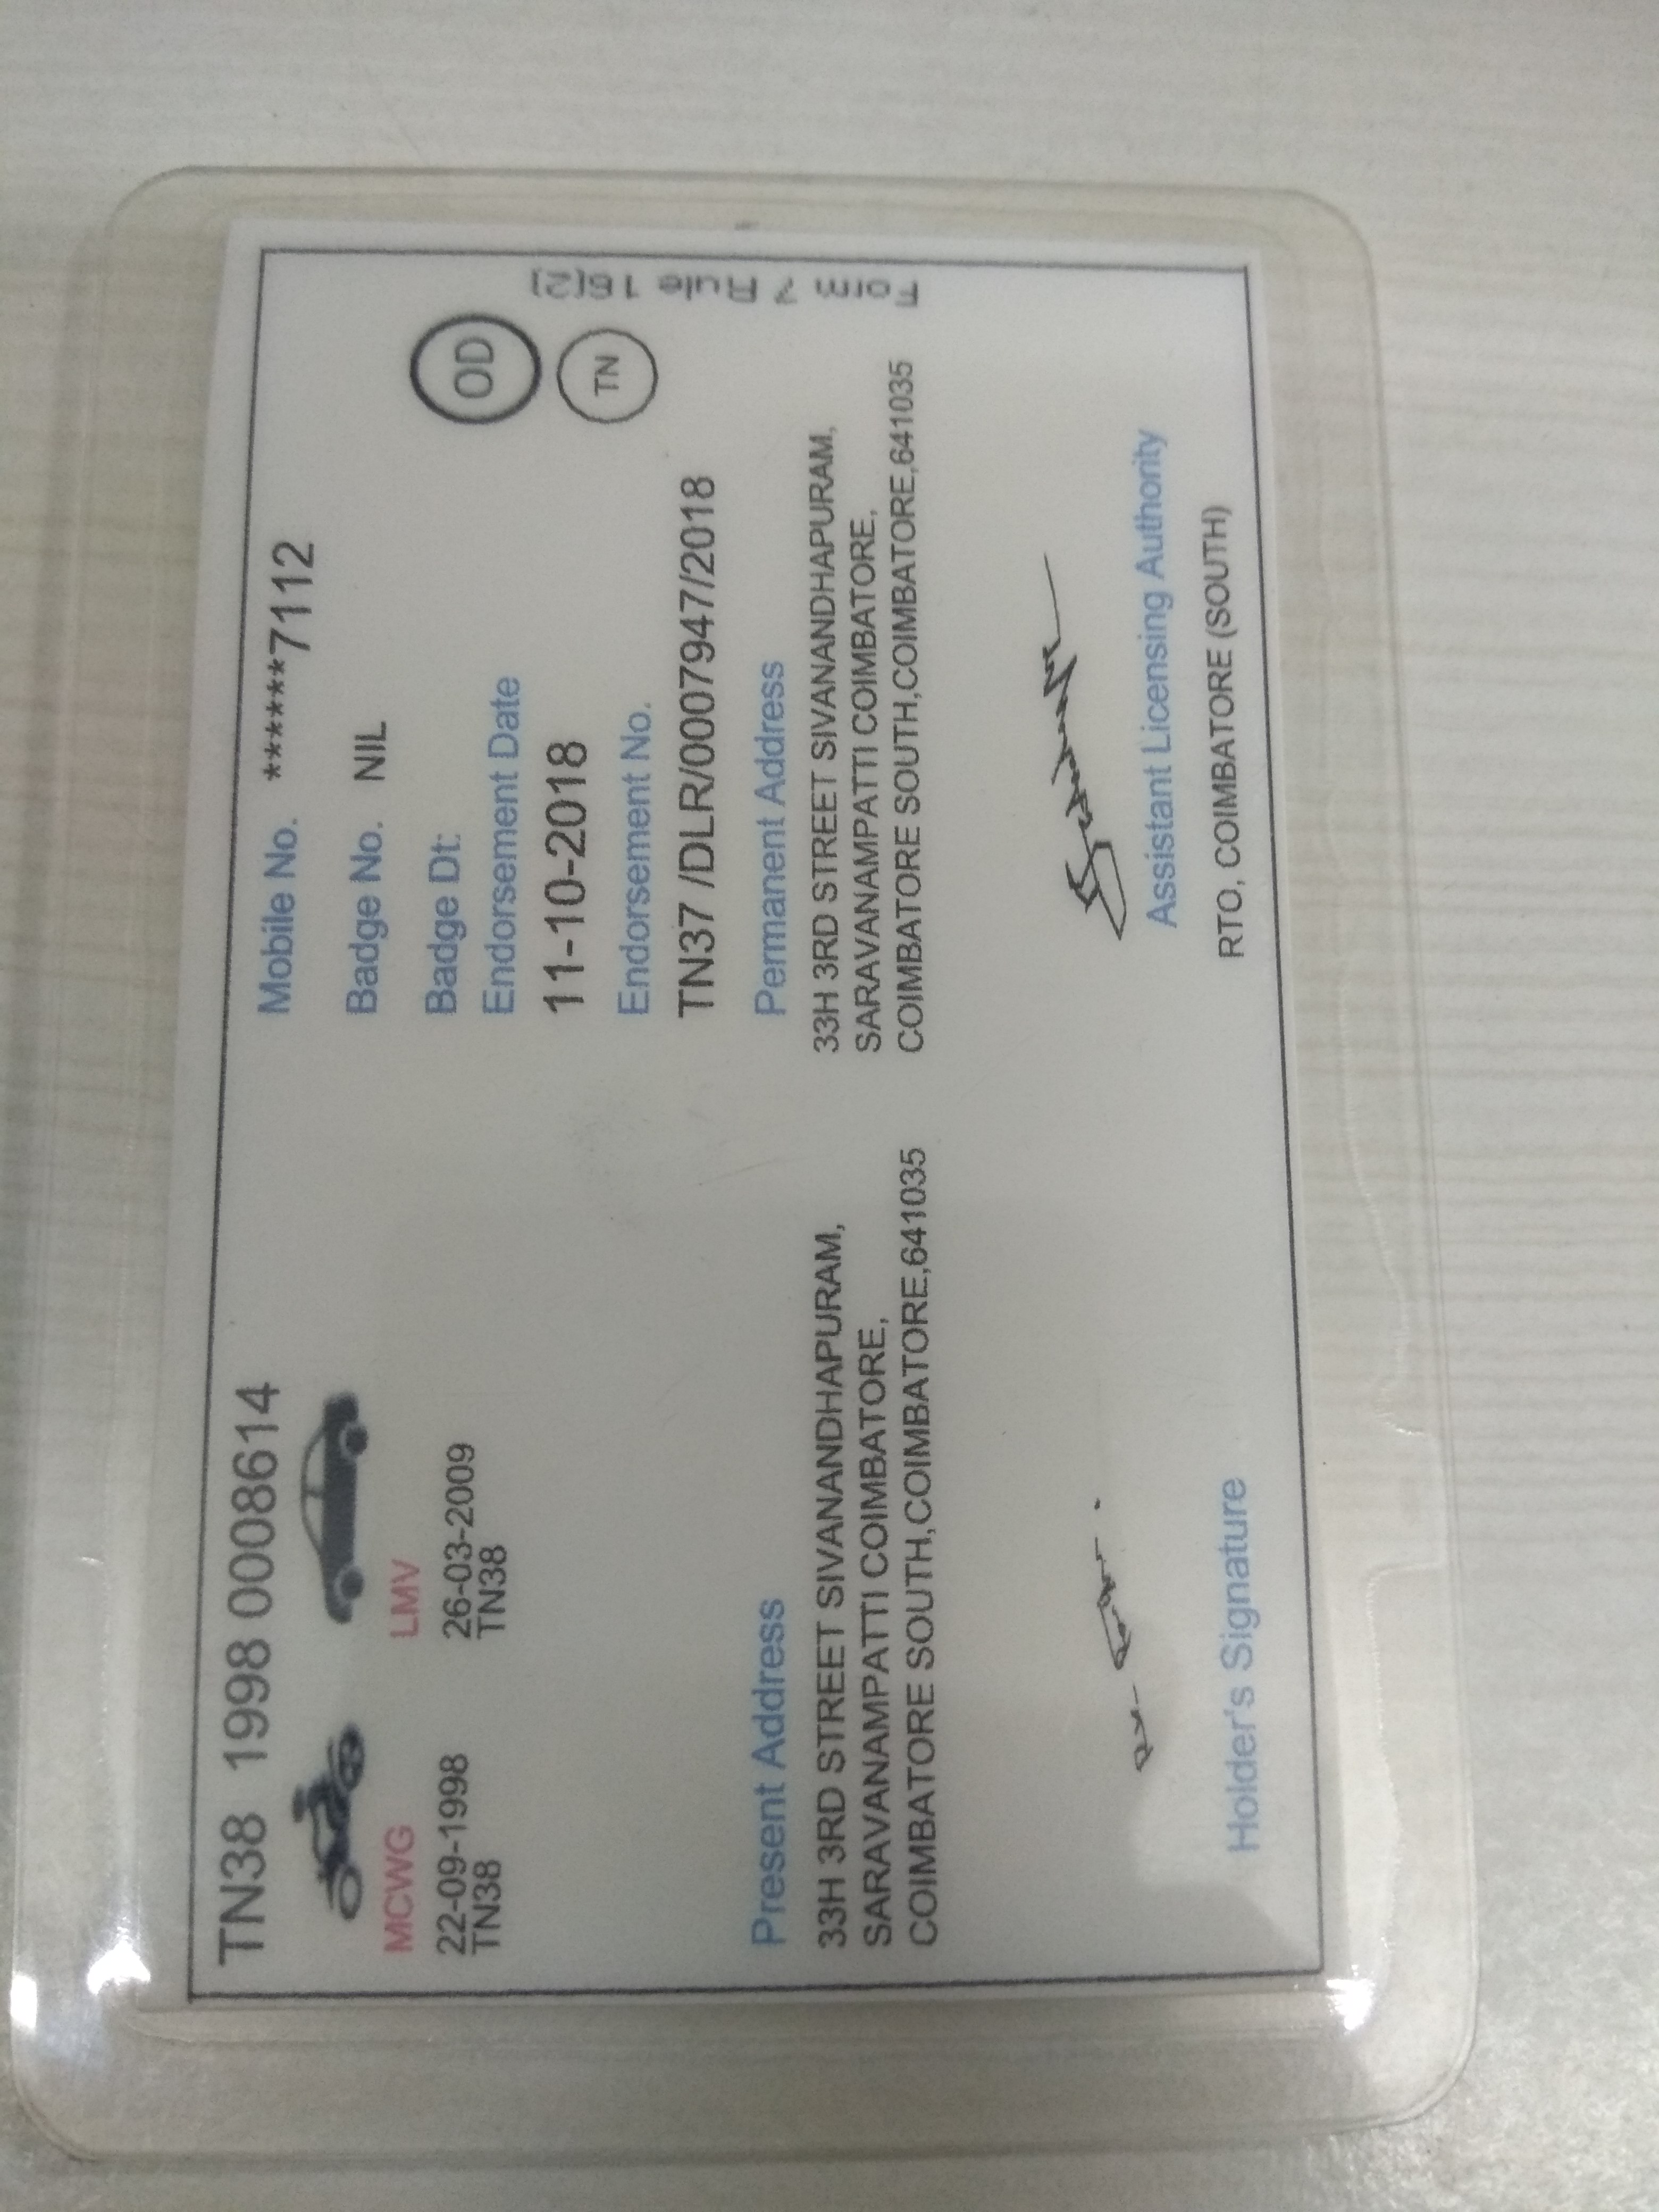 TN38 1998 0008614
MCWG
22-09-1998
TN38
LMV
26-03-2009
TN38
Mobile No. ******7112
Badge No. NIL
Badge Dt:
Endorsement Date
11-10-2018
Endorsement No.
TN37 /DLR/0007947/2018
OD
TN
Form 7 Rule 16(2)
Present Address
33H 3RD STREET SIVANANDHAPURAM,
SARAVANAMPATTI COIMBATORE,
COIMBATORE SOUTH,COIMBATORE,641035
Permanent Address
33H 3RD STREET SIVANANDHAPURAM,
SARAVANAMPATTI COIMBATORE,
COIMBATORE SOUTH,COIMBATORE,641035
Holder's Signature
Assistant Licensing Authority
RTO, COIMBATORE (SOUTH)